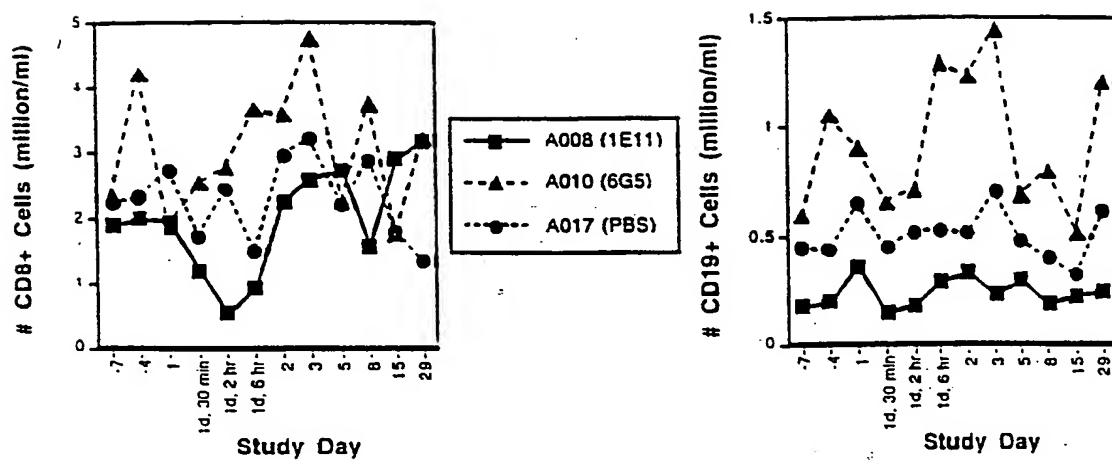 # CD8+ Cells (million/ml)
5
4
3
2
1
0
-7
-4
1
1d, 30 min
1d, 2 hr
1d, 6 hr
2
3
5
8
15
29
Study Day
A008 (1E11)
A010 (6G5)
A017 (PBS)
# CD19+ Cells (million/ml)
1.5
1
0.5
0
-7
-4
1
1d, 30 min
1d, 2 hr
1d, 6 hr
2
3
5
8
15
29
Study Day